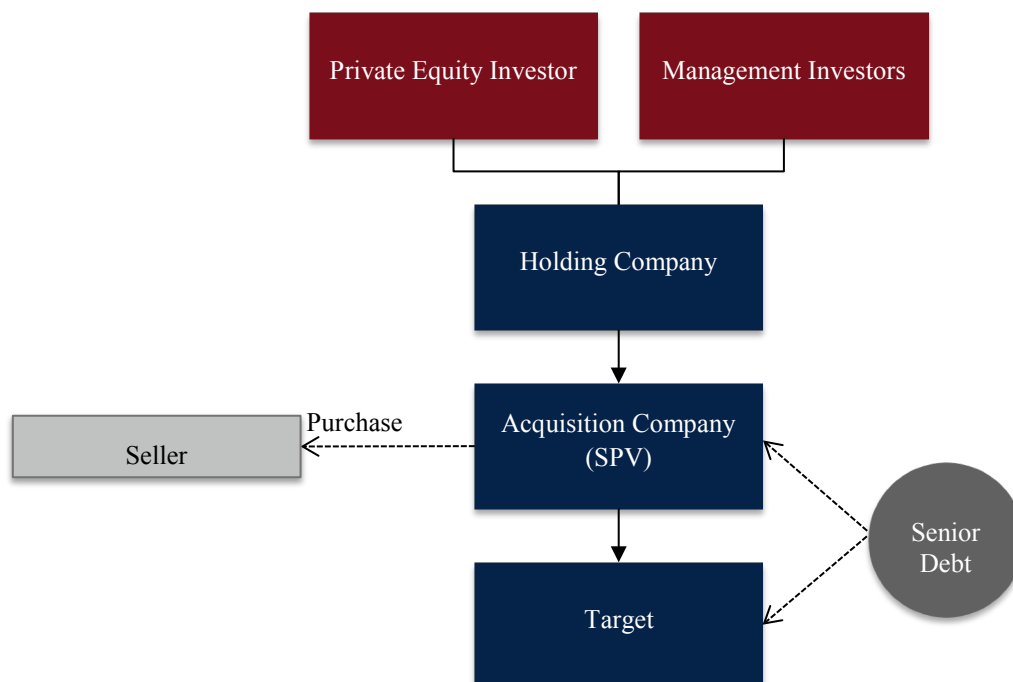 Private Equity Investor
Management Investors
Holding Company
Purchase
Acquisition Company
(SPV)
Seller
Senior
Debt
Target